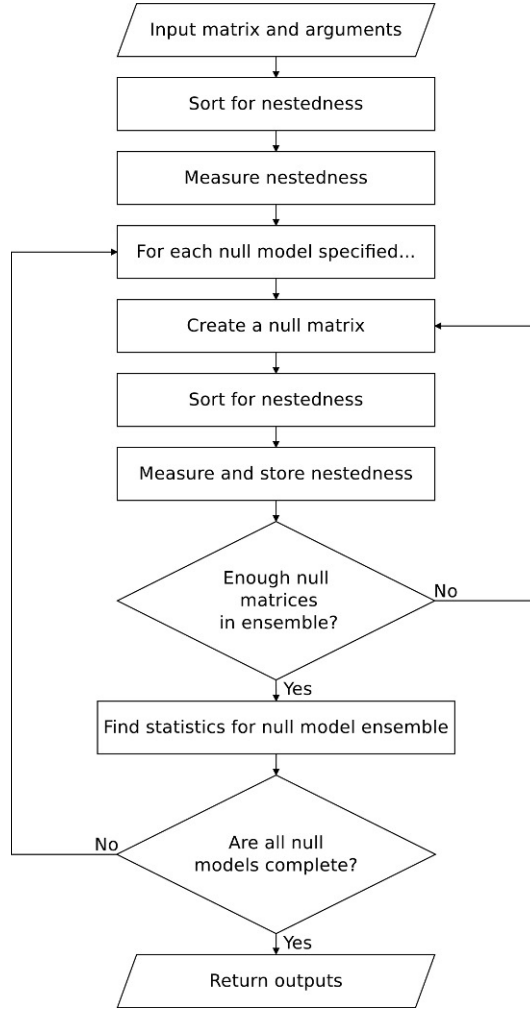 Input matrix and arguments
Sort for nestedness
Measure nestedness
For each null model specified...
Create a null matrix
Sort for nestedness
Measure and store nestedness
Enough null
matrices
in ensemble?
No
Yes
Find statistics for null model ensemble
Are all null
models complete?
No
Yes
Return outputs